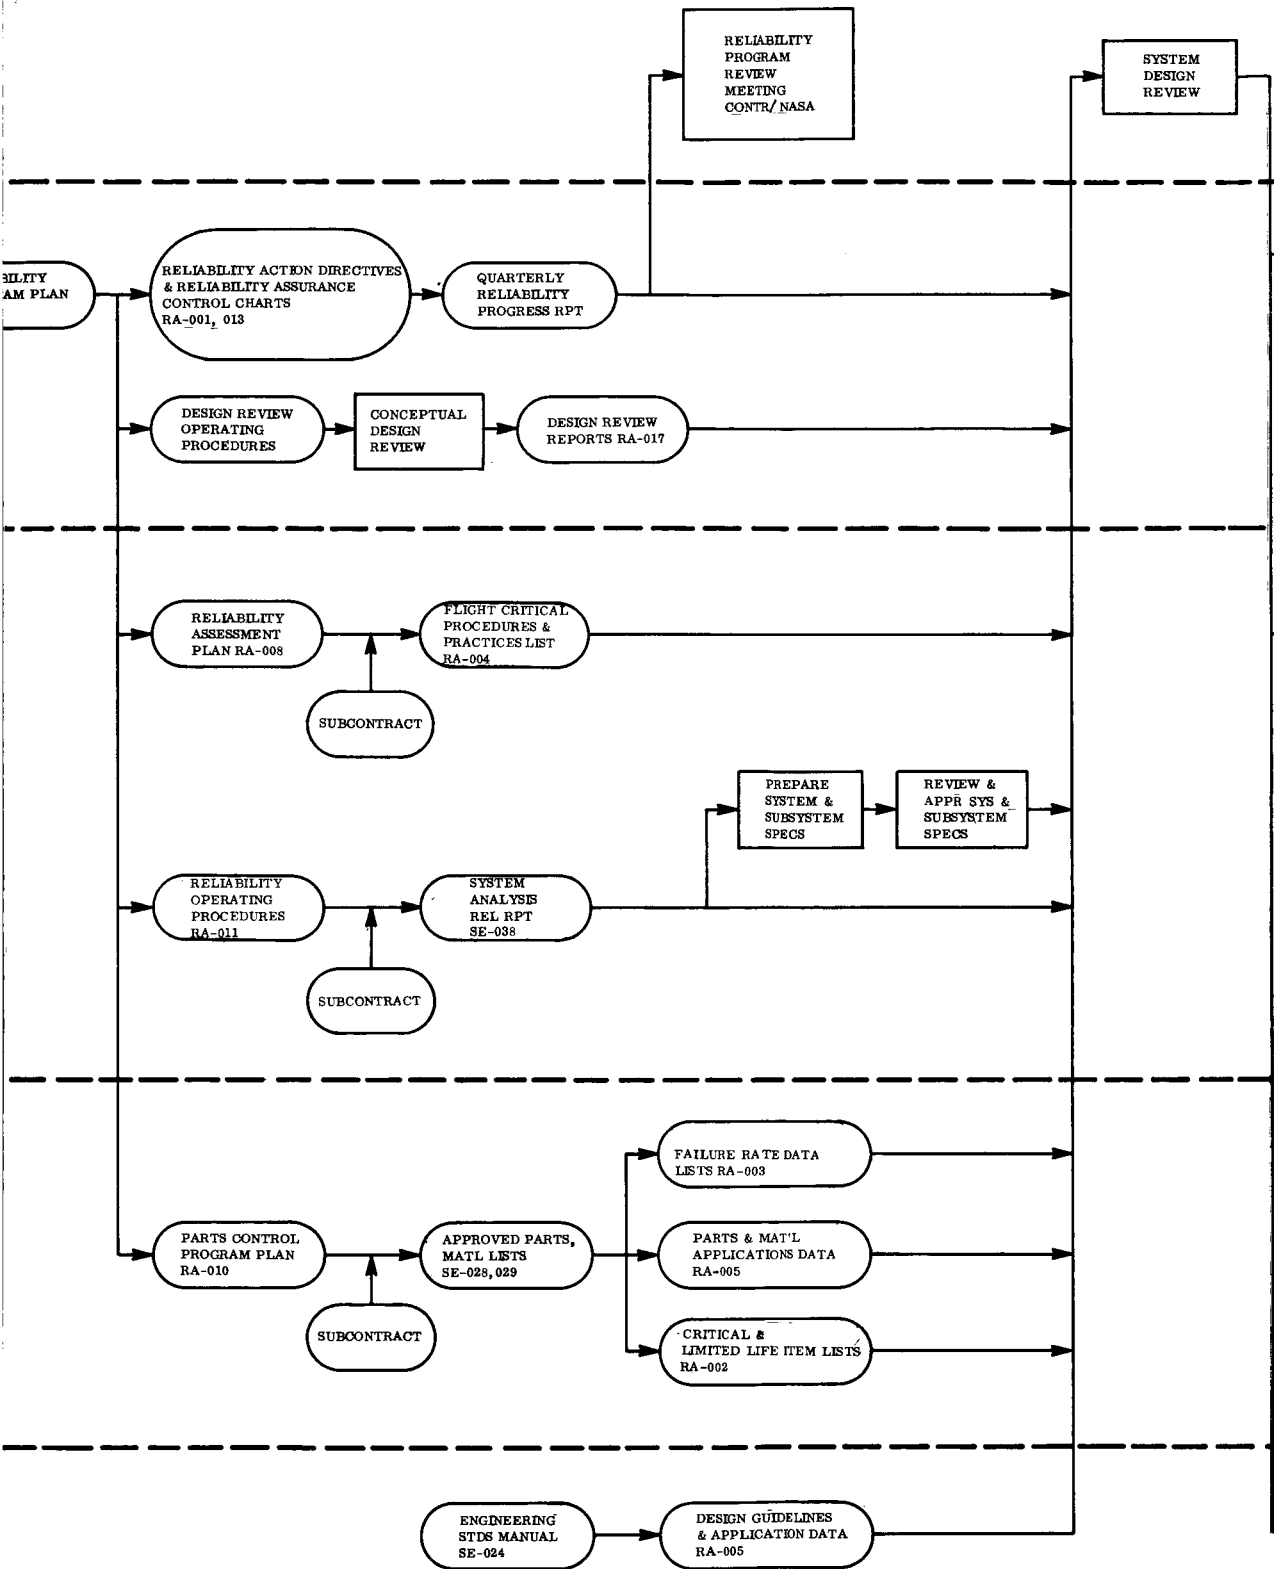 RELIABILITY
PROGRAM
REVIEW
MEETING
CONTR/NASA
SYSTEM
DESIGN
REVIEW
BILITY
AM PLAN
RELIABILITY ACTION DIRECTIVES
& RELIABILITY ASSURANCE
CONTROL CHARTS
RA-001, 013
QUARTERLY
RELIABILITY
PROGRESS RPT
DESIGN REVIEW
OPERATING
PROCEDURES
CONCEPTUAL
DESIGN
REVIEW
DESIGN REVIEW
REPORTS RA-017
RELIABILITY
ASSESSMENT
PLAN RA-008
FLIGHT CRITICAL
PROCEDURES &
PRACTICES LIST
RA-004
SUBCONTRACT
PREPARE
SYSTEM &
SUBSYSTEM
SPECS
REVIEW &
APPR SYS &
SUBSYSTEM
SPECS
RELIABILITY
OPERATING
PROCEDURES
RA-011
SYSTEM
ANALYSIS
REL RPT
SE-038
SUBCONTRACT
FAILURE RATE DATA
LISTS RA-003
PARTS CONTROL
PROGRAM PLAN
RA-010
APPROVED PARTS,
MATL LISTS
SE-028, 029
PARTS & MAT'L
APPLICATIONS DATA
RA-005
SUBCONTRACT
CRITICAL &
LIMITED LIFE ITEM LISTS
RA-002
ENGINEERING
STDS MANUAL
SE-024
DESIGN GUIDELINES
& APPLICATION DATA
RA-005